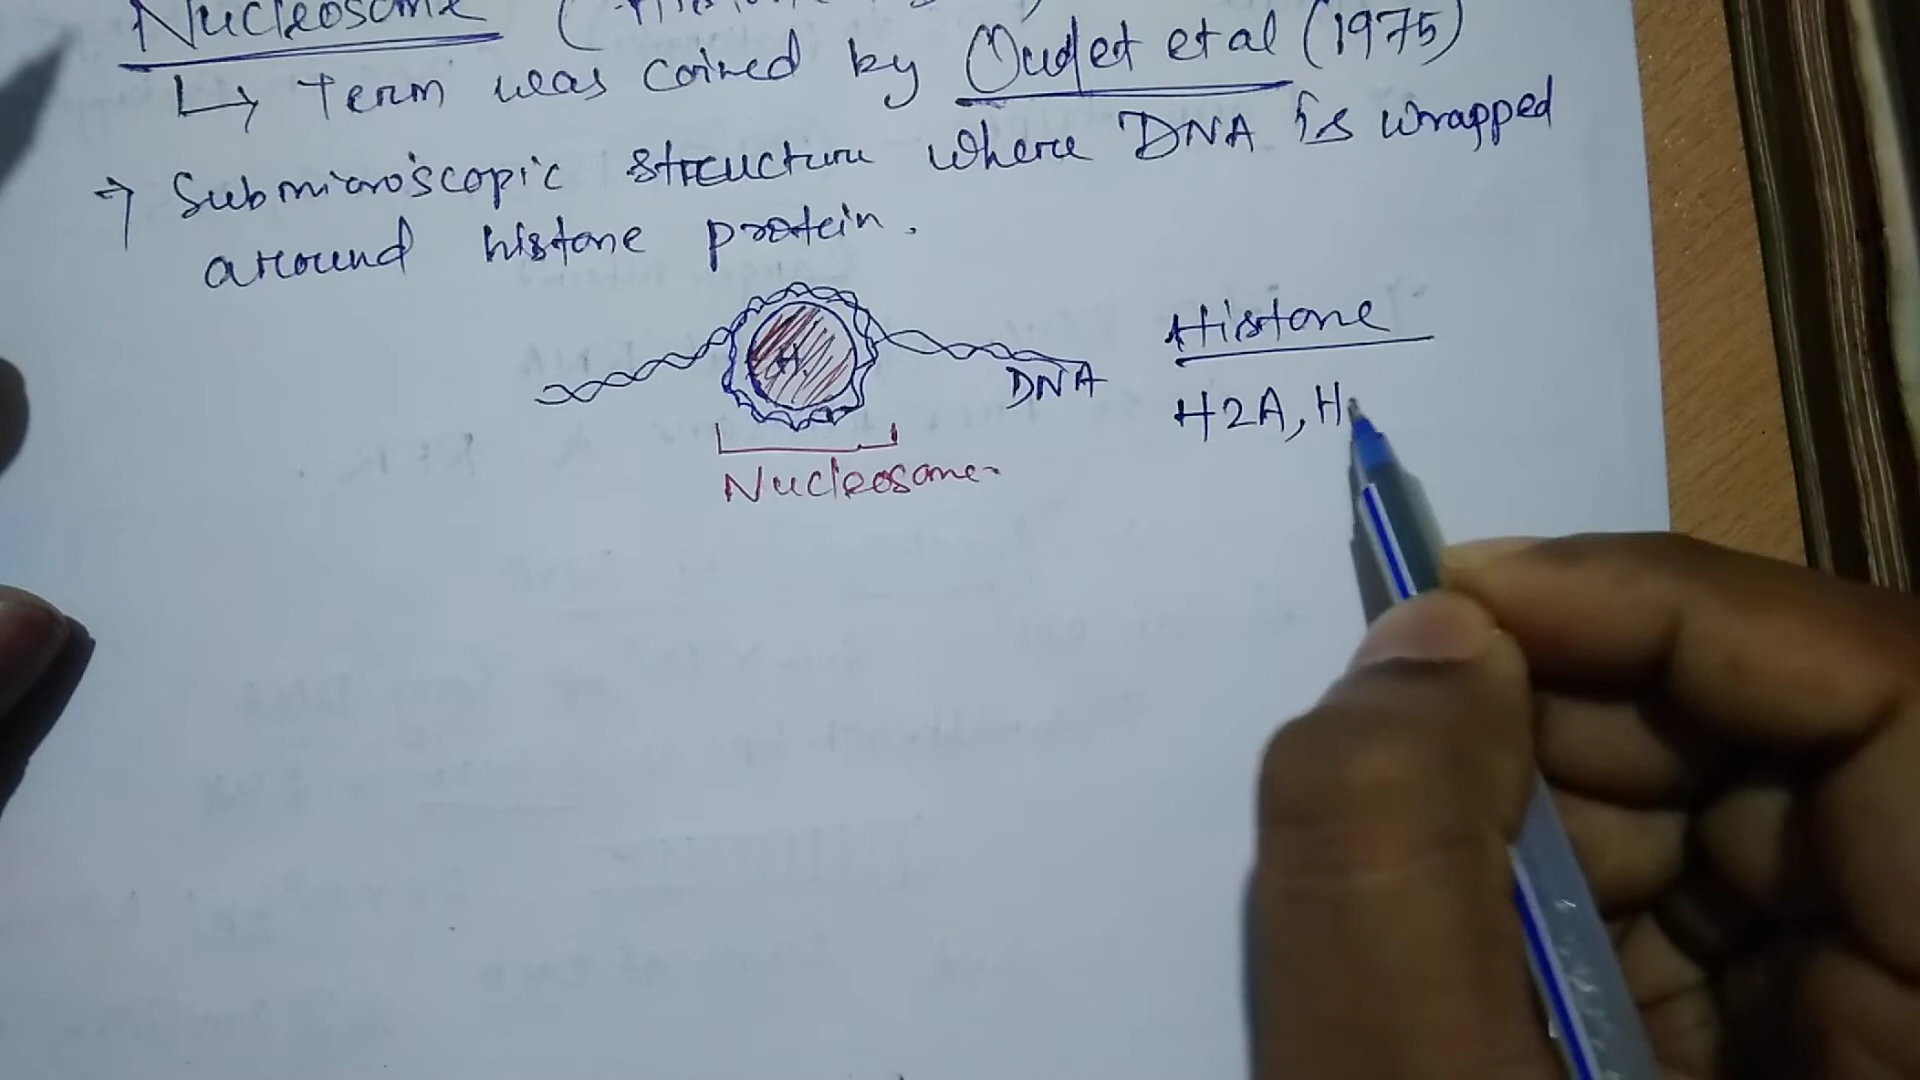 Nucleosome (
↳ Term was coined by Oudet et al (1975)
→ Submicroscopic structure where DNA is wrapped
around histone protein.
H
DNA
Nucleosome
Histone
H2A, H